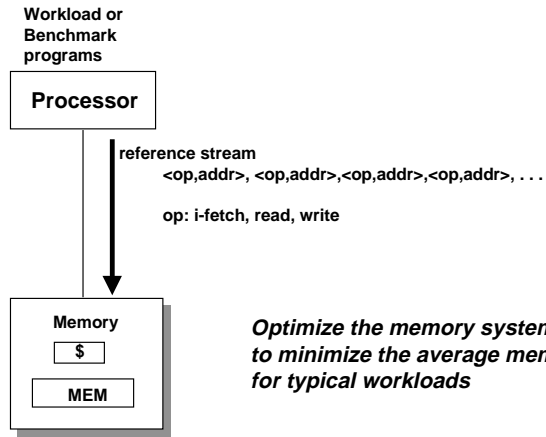 Workload or
Benchmark
programs
Processor
reference stream
<op,addr>, <op,addr>,<op,addr>,<op,addr>, . . .
op: i-fetch, read, write
Memory
$
MEM
Optimize the memory system
to minimize the average
for typical workloads